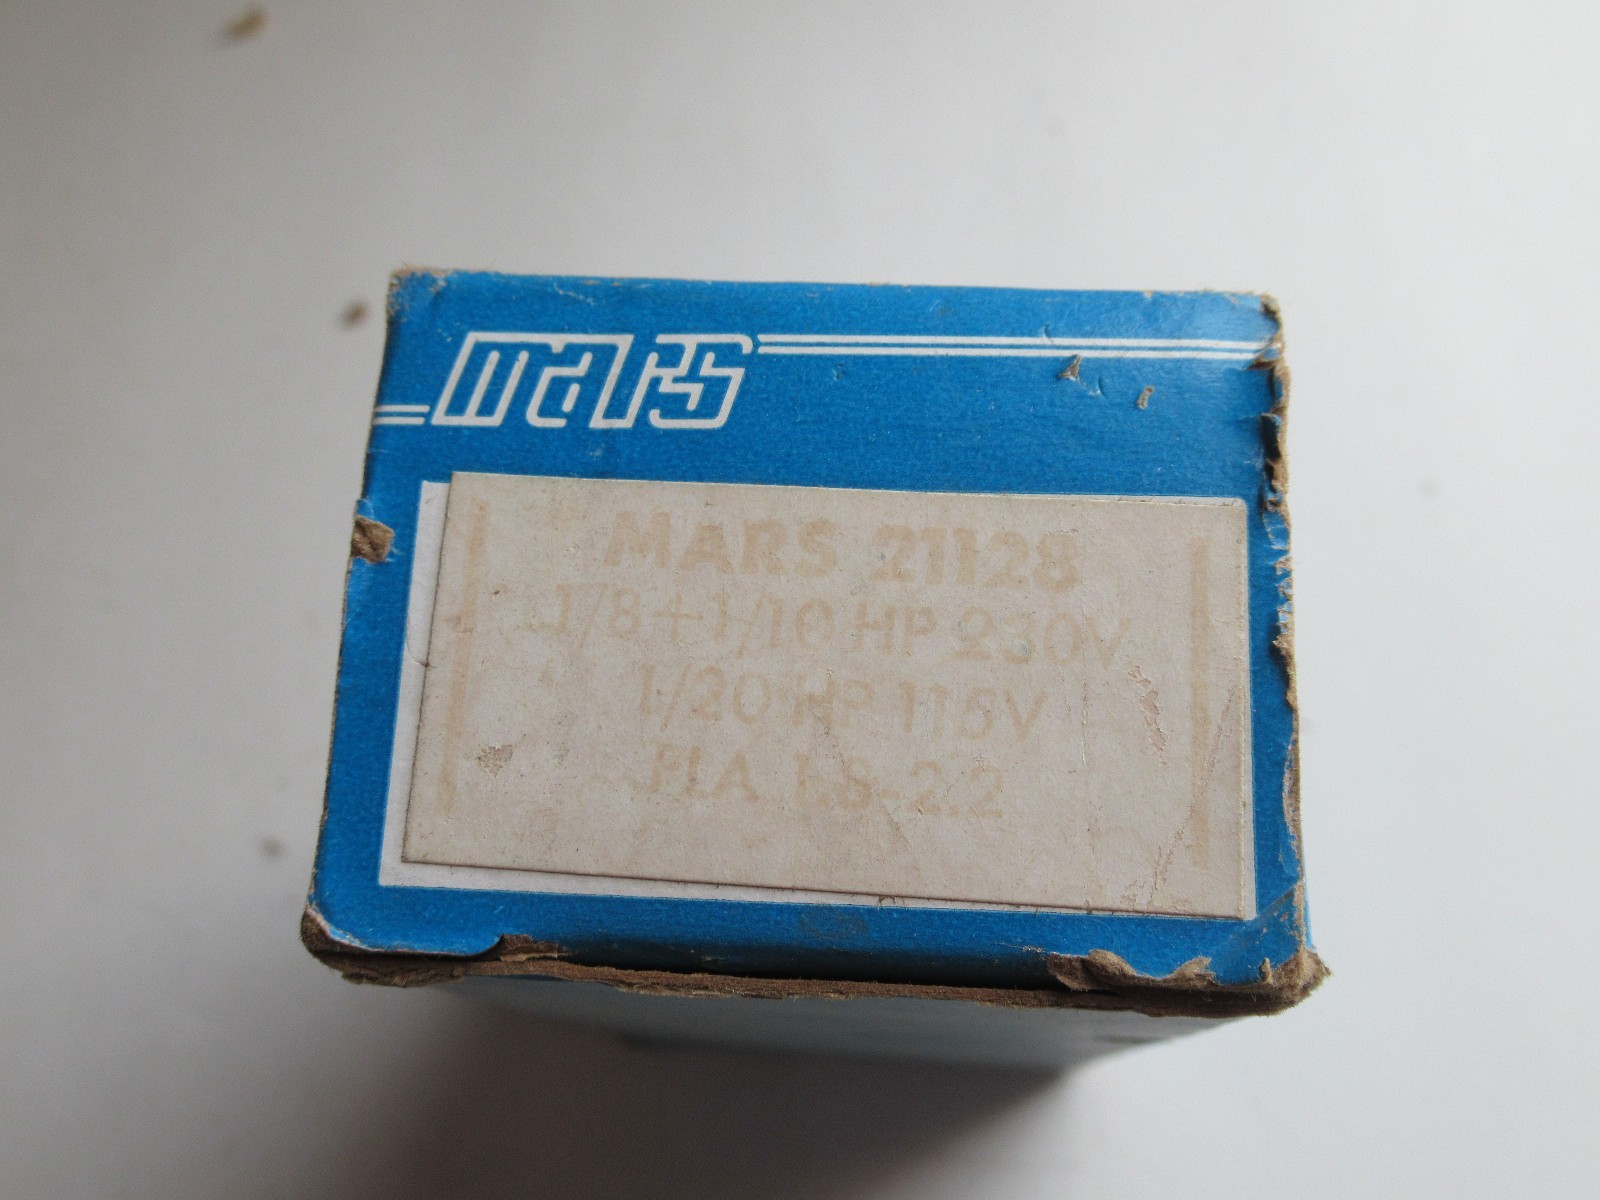 mars
MARS 21128
1/8+1/10 HP 230V
1/20 HP 115V
FLA 1.8-2.2